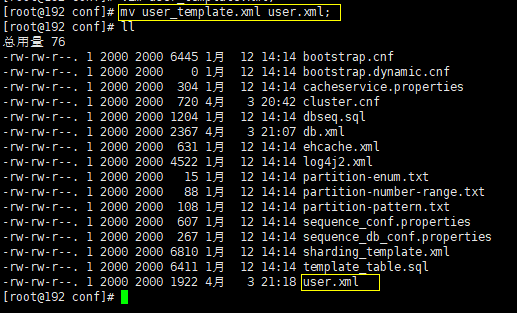 [root@192 conf]# mv user_template.xml user.xml;
[root@192 conf]# ll
总用量 76
-rw-rw-r--. 1 2000 2000 6445 1月  12 14:14 bootstrap.cnf
-rw-rw-r--. 1 2000 2000    0 1月  12 14:14 bootstrap.dynamic.cnf
-rw-rw-r--. 1 2000 2000  304 1月  12 14:14 cacheservice.properties
-rw-rw-r--. 1 2000 2000  720 4月   3 20:42 cluster.cnf
-rw-rw-r--. 1 2000 2000 1204 1月  12 14:14 dbseq.sql
-rw-rw-r--. 1 2000 2000 2367 4月   3 21:07 db.xml
-rw-rw-r--. 1 2000 2000  631 1月  12 14:14 ehcache.xml
-rw-rw-r--. 1 2000 2000 4522 1月  12 14:14 log4j2.xml
-rw-rw-r--. 1 2000 2000   15 1月  12 14:14 partition-enum.txt
-rw-rw-r--. 1 2000 2000   88 1月  12 14:14 partition-number-range.txt
-rw-rw-r--. 1 2000 2000  108 1月  12 14:14 partition-pattern.txt
-rw-rw-r--. 1 2000 2000  607 1月  12 14:14 sequence_conf.properties
-rw-rw-r--. 1 2000 2000  267 1月  12 14:14 sequence_db_conf.properties
-rw-rw-r--. 1 2000 2000 6810 1月  12 14:14 sharding_template.xml
-rw-rw-r--. 1 2000 2000 6411 1月  12 14:14 template_table.sql
-rw-rw-r--. 1 2000 2000 1922 4月   3 21:18 user.xml
[root@192 conf]#